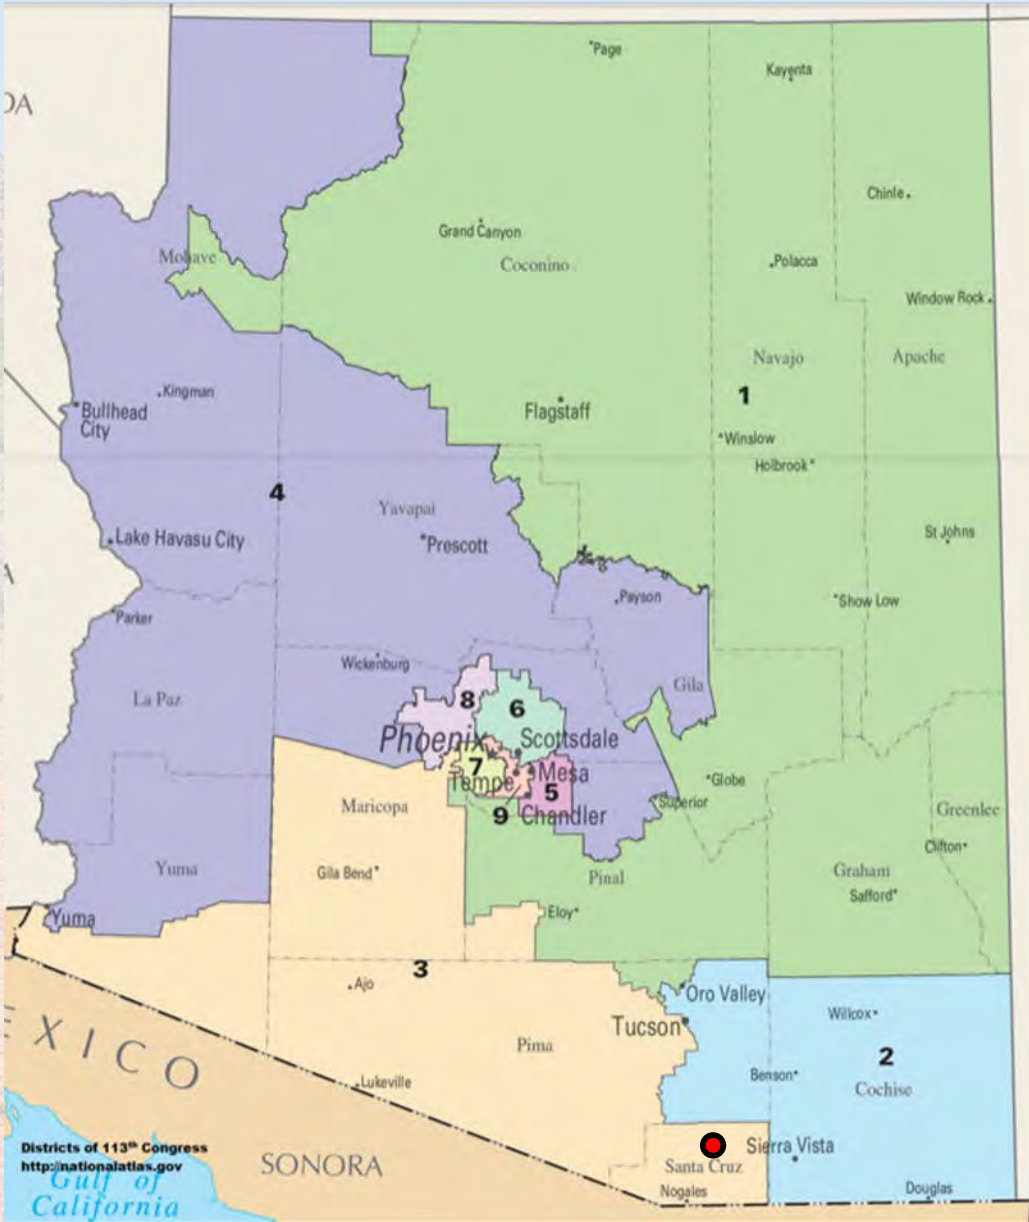 Page
Kayenta
DA
Chinle
Grand Canyon
Mohave
Coconino
Polacca
Window Rock
Navajo
Apache
Kingman
1
Bullhead
City
Flagstaff
Winslow
Holbrook
4
Yavapai
Lake Havasu City
Prescott
St Johns
A
Payson
Show Low
Parker
Wickenburg
Gila
La Paz
8
6
Phoenix
Scottsdale
7
Mesa
Tempe
5
Globe
Maricopa
Superior
9
Chandler
Greenlee
Clifton
Yuma
Gila Bend
Pinal
Graham
Safford
Yuma
Eloy
3
Ajo
Oro Valley
Willcox
Tucson
EXICO
Pima
2
Benson
Cochise
Lukeville
Districts of 113th Congress
http://nationalatlas.gov
Sierra Vista
SONORA
Santa Cruz
Gulf of
California
Nogales
Douglas